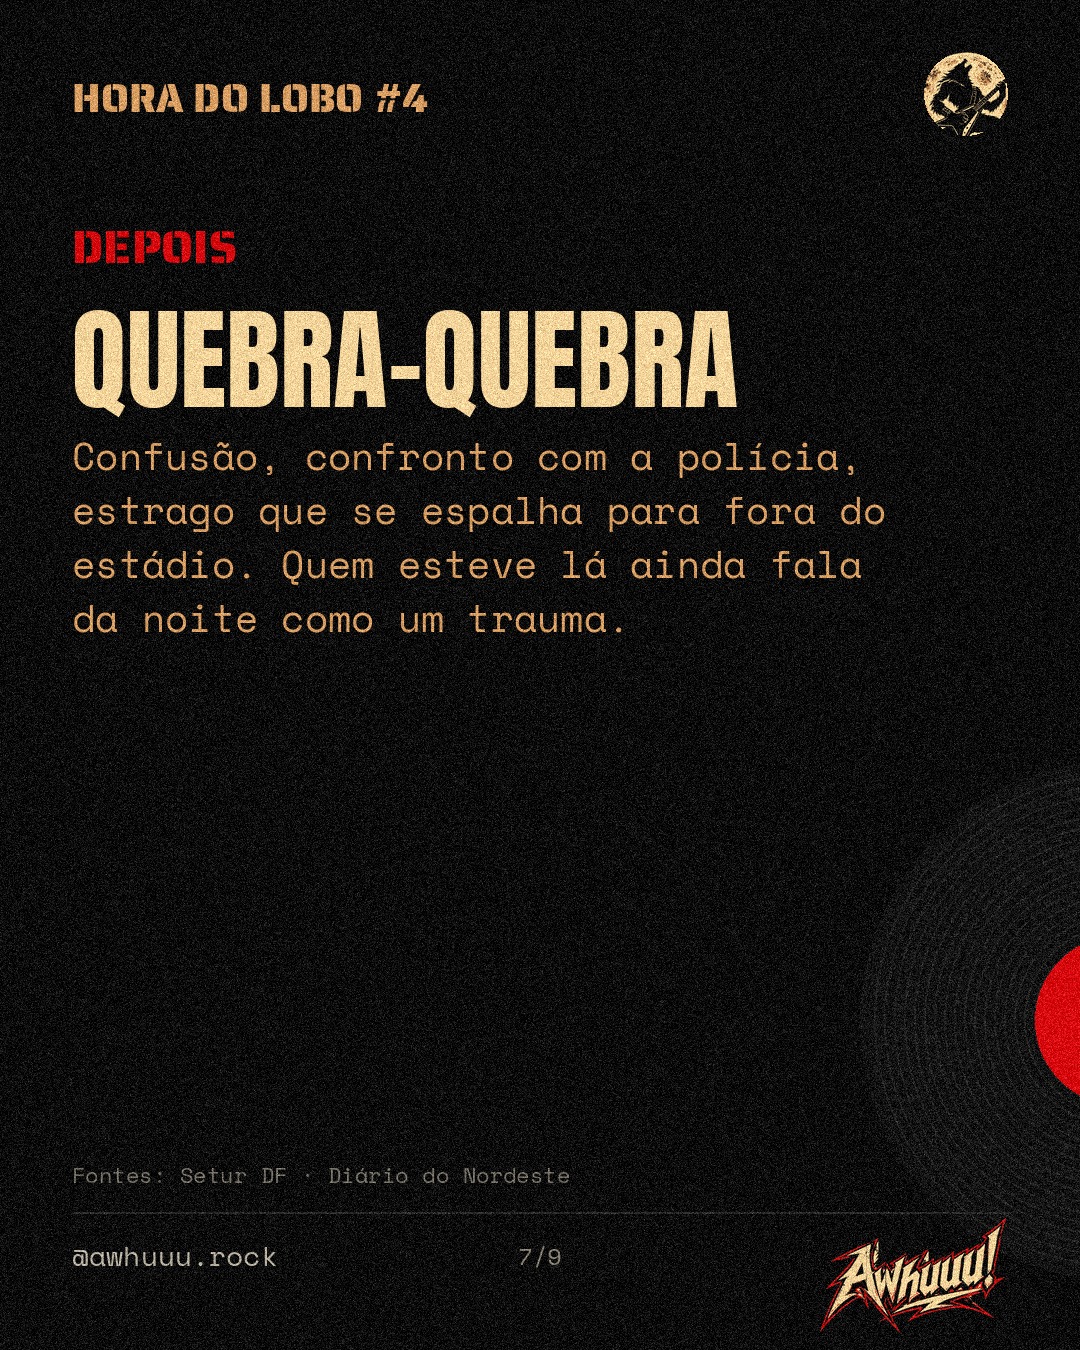 HORA DO LOBO #4
DEPOIS
QUEBRA-QUEBRA
Confusão, confronto com a polícia,
estrago que se espalha para fora do
estádio. Quem esteve lá ainda fala
da noite como um trauma.
Fontes: Setur DF · Diário do Nordeste
@awhuuu.rock
7/9
Awhuuu!